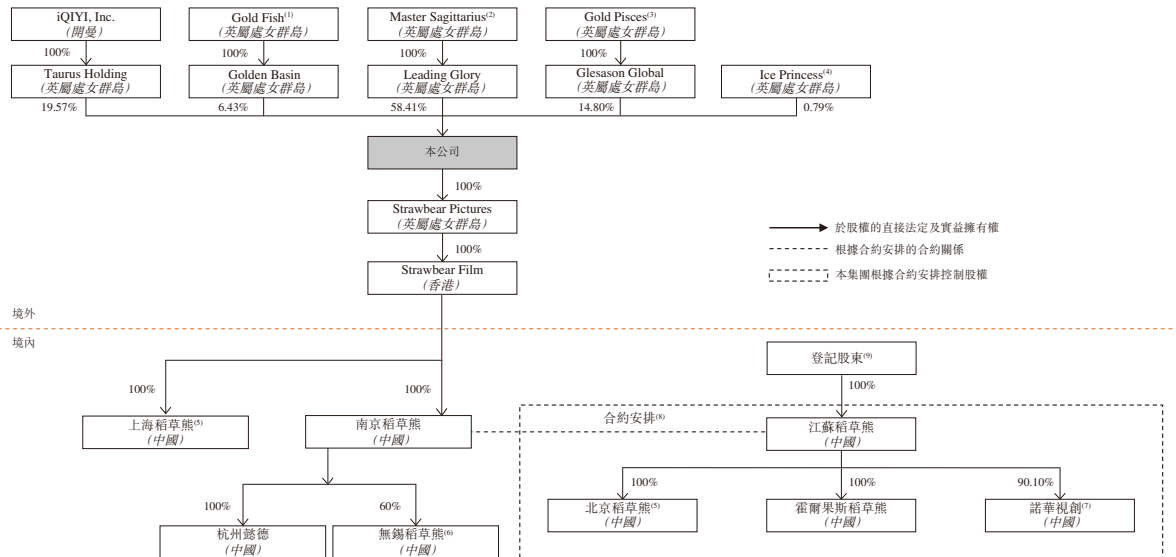 iQIYI, Inc.
(開曼)
Gold Fish(1)
(英屬處女群島)
Master Sagittarius(2)
(英屬處女群島)
Gold Pisces(3)
(英屬處女群島)
100%
100%
100%
100%
Taurus Holding
(英屬處女群島)
Golden Basin
(英屬處女群島)
Leading Glory
(英屬處女群島)
Glesason Global
(英屬處女群島)
Ice Princess(4)
(英屬處女群島)
19.57%
6.43%
58.41%
14.80%
0.79%
本公司
100%
Strawbear Pictures
(英屬處女群島)
100%
Strawbear Film
(香港)
於股權的直接法定及實益擁有權
根據合約安排的合約關係
本集團根據合約安排控制股權
境外
境內
登記股東(9)
100%
100%
100%
上海稻草熊(5)
(中國)
南京稻草熊
(中國)
合約安排(8)
江蘇稻草熊
(中國)
100%
60%
100%
100%
90.10%
杭州懿德
(中國)
無錫稻草熊(6)
(中國)
北京稻草熊(5)
(中國)
霍爾果斯稻草熊
(中國)
諾華視創(7)
(中國)